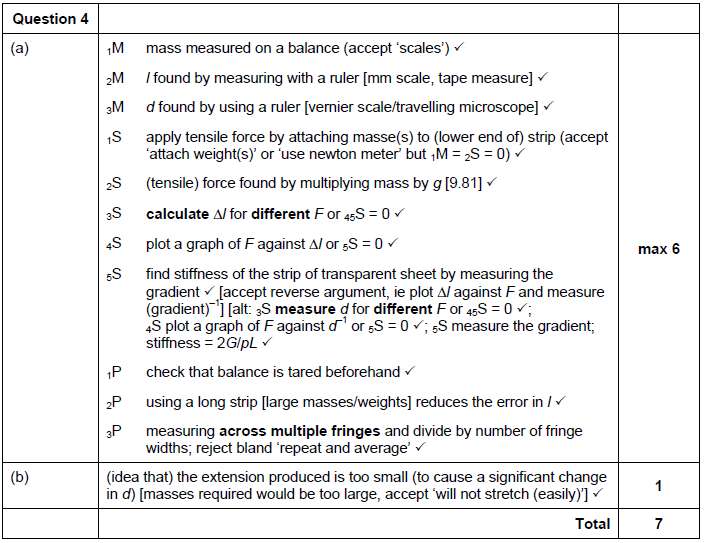 Question 4
(a)
₁M mass measured on a balance (accept ‘scales’) ✓
₂M l found by measuring with a ruler [mm scale, tape measure] ✓
₃M d found by using a ruler [vernier scale/travelling microscope] ✓
₁S apply tensile force by attaching masse(s) to (lower end of) strip (accept
‘attach weight(s)’ or ‘use newton meter’ but ₁M = ₂S = 0) ✓
₂S (tensile) force found by multiplying mass by g [9.81] ✓
₃S calculate Δl for different F or ₄₅S = 0 ✓
₄S plot a graph of F against Δl or ₅S = 0 ✓
max 6
₅S find stiffness of the strip of transparent sheet by measuring the
gradient ✓ [accept reverse argument, ie plot Δl against F and measure
(gradient)⁻¹] [alt: ₃S measure d for different F or ₄₅S = 0 ✓;
₄S plot a graph of F against d⁻¹ or ₅S = 0 ✓; ₅S measure the gradient;
stiffness = 2G/pL ✓
₁P check that balance is tared beforehand ✓
₂P using a long strip [large masses/weights] reduces the error in l ✓
₃P measuring across multiple fringes and divide by number of fringe
widths; reject bland ‘repeat and average’ ✓
(b) (idea that) the extension produced is too small (to cause a significant change
in d) [masses required would be too large, accept ‘will not stretch (easily)’] ✓
1
Total 7